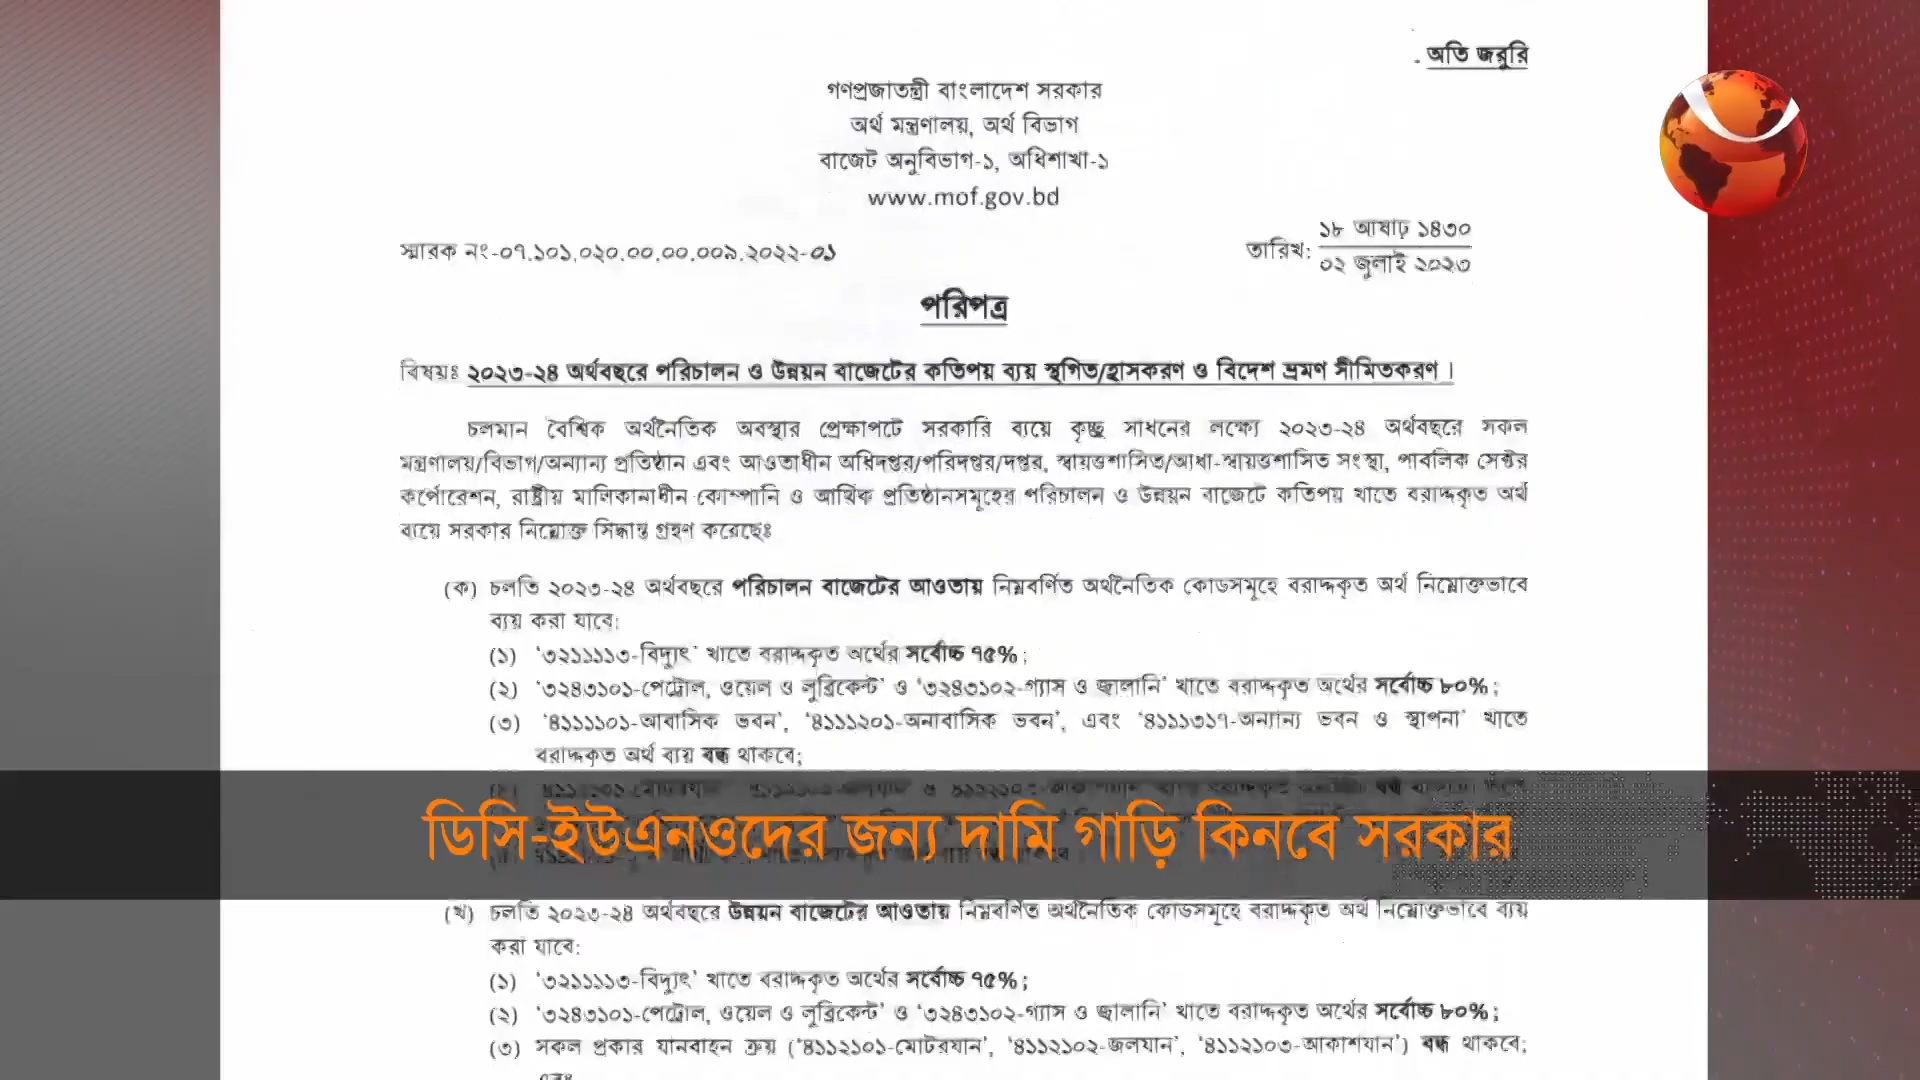 অতি জরুরি
গণপ্রজাতন্ত্রী বাংলাদেশ সরকার
অর্থ মন্ত্রণালয়, অর্থ বিভাগ
বাজেট অনুবিভাগ-১, অধিশাখা-১
www.mof.gov.bd
স্মারক নং-০৭.১০১.০২০.০০.০০.০০৯.২০২২-০১
তারিখ:
১৮ আষাঢ় ১৪৩০
০২ জুলাই ২০২৩
পরিপত্র
বিষয়ঃ ২০২৩-২৪ অর্থবছরে পরিচালন ও উন্নয়ন বাজেটের কতিপয় ব্যয় স্থগিত/হ্রাসকরণ ও বিদেশ ভ্রমণ সীমিতকরণ।
চলমান বৈশ্বিক অর্থনৈতিক অবস্থার প্রেক্ষাপটে সরকারি ব্যয়ে কৃচ্ছ্র সাধনের লক্ষ্যে ২০২৩-২৪ অর্থবছরে সকল
মন্ত্রণালয়/বিভাগ/অন্যান্য প্রতিষ্ঠান এবং আওতাধীন অধিদপ্তর/পরিদপ্তর/দপ্তর, স্বায়ত্তশাসিত/আধা-স্বায়ত্তশাসিত সংস্থা, পাবলিক সেক্টর
কর্পোরেশন, রাষ্ট্রীয় মালিকানাধীন কোম্পানি ও আর্থিক প্রতিষ্ঠানসমূহের পরিচালন ও উন্নয়ন বাজেটে কতিপয় খাতে বরাদ্দকৃত অর্থ
ব্যয়ে সরকার নিম্নোক্ত সিদ্ধান্ত গ্রহণ করেছেঃ
(ক) চলতি ২০২৩-২৪ অর্থবছরে পরিচালন বাজেটের আওতায় নিম্নবর্ণিত অর্থনৈতিক কোডসমূহে বরাদ্দকৃত অর্থ নিম্নোক্তভাবে
ব্যয় করা যাবে:
(১) '৩২১১১১৩-বিদ্যুৎ' খাতে বরাদ্দকৃত অর্থের সর্বোচ্চ ৭৫%;
(২) '৩২৪৩১০১-পেট্রোল, ওয়েল ও লুব্রিকেন্ট' ও '৩২৪৩১০২-গ্যাস ও জ্বালানি' খাতে বরাদ্দকৃত অর্থের সর্বোচ্চ ৮০%;
(৩) '৪১১১১০১-আবাসিক ভবন', '৪১১১২০১-অনাবাসিক ভবন', এবং '৪১১১৩১৭-অন্যান্য ভবন ও স্থাপনা' খাতে
বরাদ্দকৃত অর্থ ব্যয় বন্ধ থাকবে;
ডিসি-ইউএনওদের জন্য দামি গাড়ি কিনবে সরকার
(খ) চলতি ২০২৩-২৪ অর্থবছরে উন্নয়ন বাজেটের আওতায় নিম্নবর্ণিত অর্থনৈতিক কোডসমূহে বরাদ্দকৃত অর্থ নিম্নোক্তভাবে ব্যয়
করা যাবে:
(১) '৩২১১১১৩-বিদ্যুৎ' খাতে বরাদ্দকৃত অর্থের সর্বোচ্চ ৭৫%;
(২) '৩২৪৩১০১-পেট্রোল, ওয়েল ও লুব্রিকেন্ট' ও '৩২৪৩১০২-গ্যাস ও জ্বালানি' খাতে বরাদ্দকৃত অর্থের সর্বোচ্চ ৮০%;
(৩) সকল প্রকার যানবাহন ক্রয় ('৪১১২১০১-মোটরযান', '৪১১২১০২-জলযান', '৪১১২১০৩-আকাশযান') বন্ধ থাকবে;